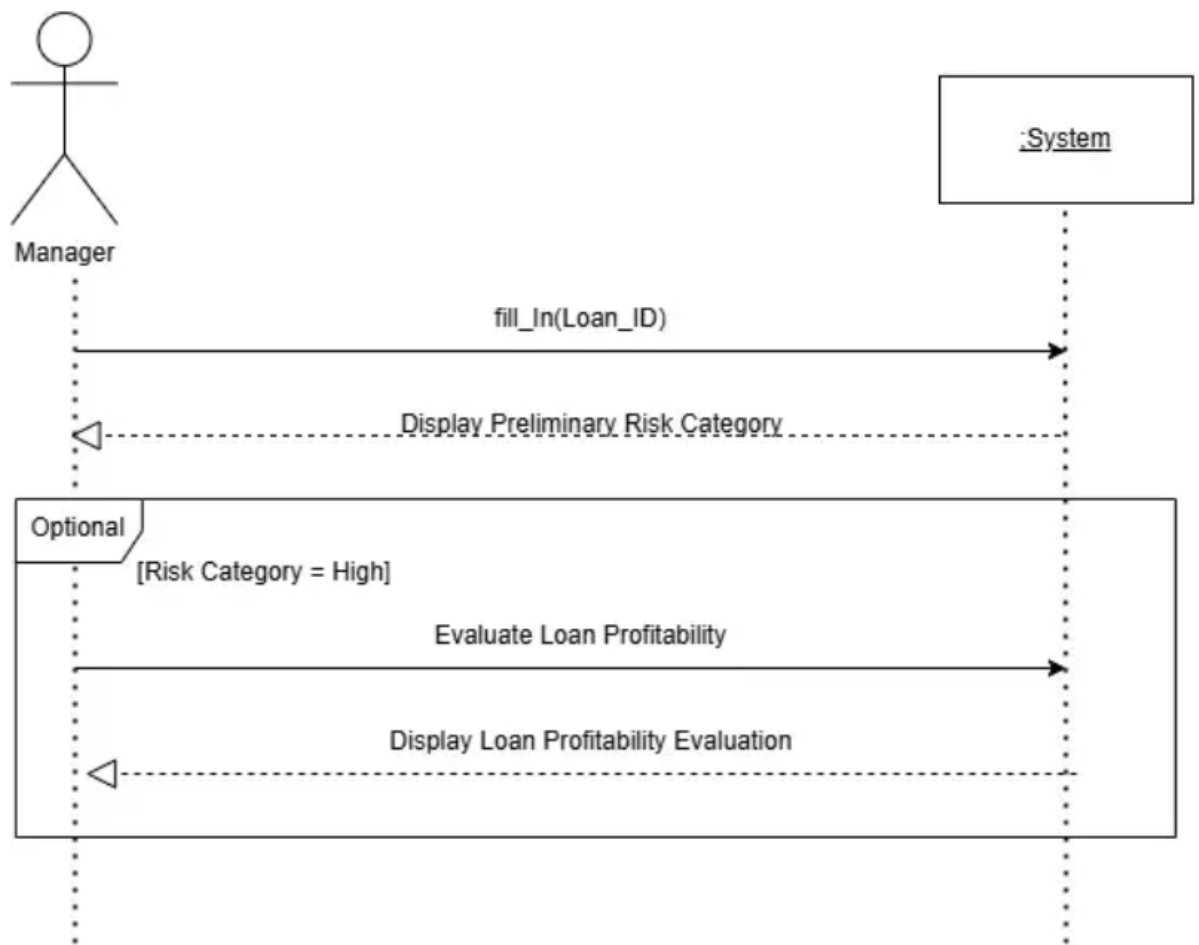 :System
Manager
fill_In(Loan_ID)
Display Preliminary Risk Category
Optional
[Risk Category = High]
Evaluate Loan Profitability
Display Loan Profitability Evaluation